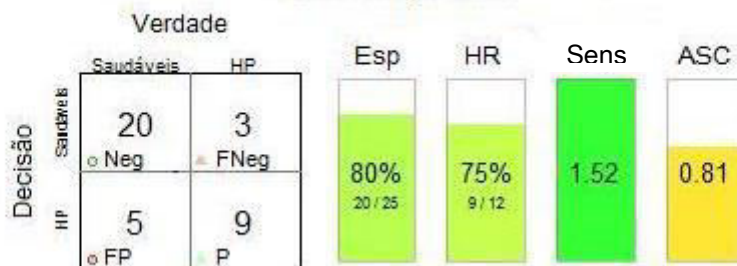 Verdade
Saudáveis HP
Decisão
Saudáveis
20 3
Neg FNeg
HP
5 9
FP P
Esp HR Sens ASC
80% 75% 1.52 0.81
20 / 25 9 / 12